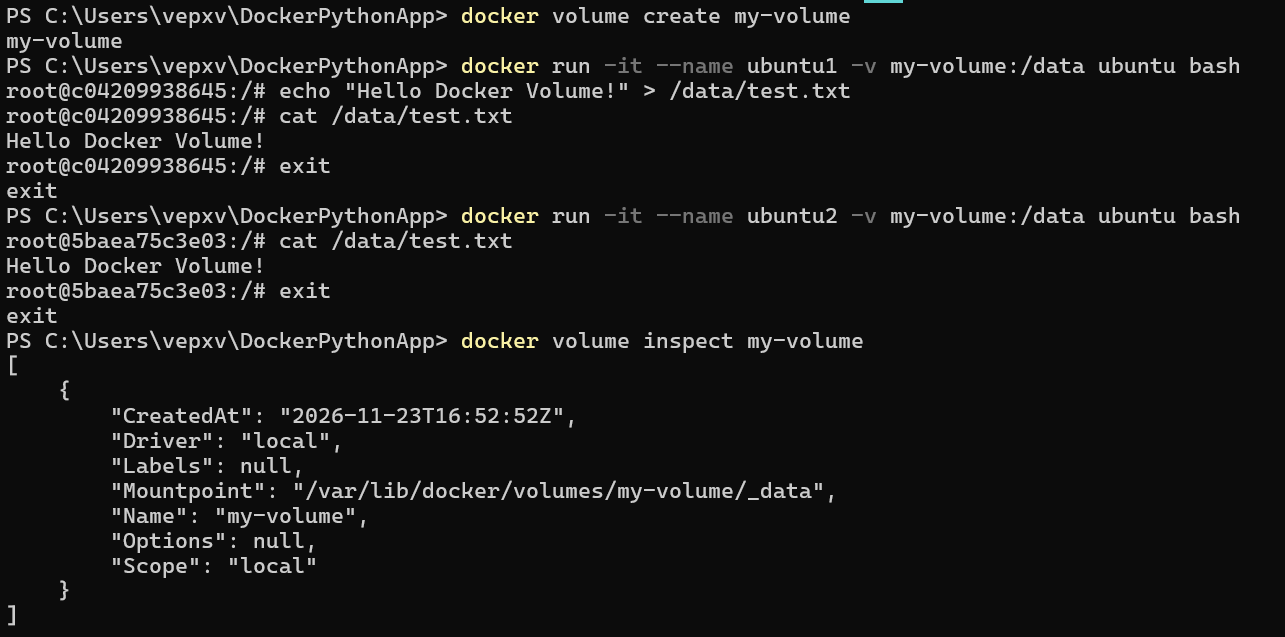 PS C:\Users\vepxv\DockerPythonApp> docker volume create my-volume
my-volume
PS C:\Users\vepxv\DockerPythonApp> docker run -it --name ubuntu1 -v my-volume:/data ubuntu bash
root@c04209938645:/# echo "Hello Docker Volume!" > /data/test.txt
root@c04209938645:/# cat /data/test.txt
Hello Docker Volume!
root@c04209938645:/# exit
exit
PS C:\Users\vepxv\DockerPythonApp> docker run -it --name ubuntu2 -v my-volume:/data ubuntu bash
root@5baea75c3e03:/# cat /data/test.txt
Hello Docker Volume!
root@5baea75c3e03:/# exit
exit
PS C:\Users\vepxv\DockerPythonApp> docker volume inspect my-volume
[
    {
        "CreatedAt": "2026-11-23T16:52:52Z",
        "Driver": "local",
        "Labels": null,
        "Mountpoint": "/var/lib/docker/volumes/my-volume/_data",
        "Name": "my-volume",
        "Options": null,
        "Scope": "local"
    }
]